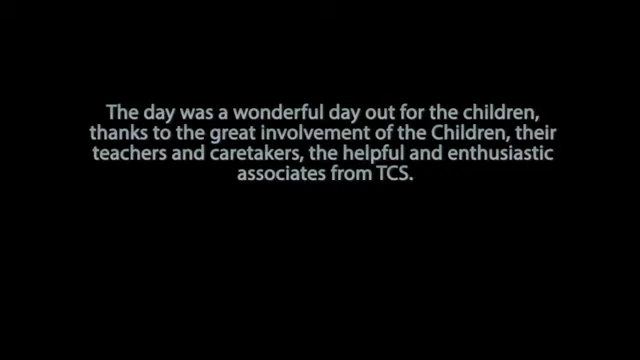 The day was a wonderful day out for the children,
thanks to the great involvement of the Children, their
teachers and caretakers, the helpful and enthusiastic
associates from TCS.